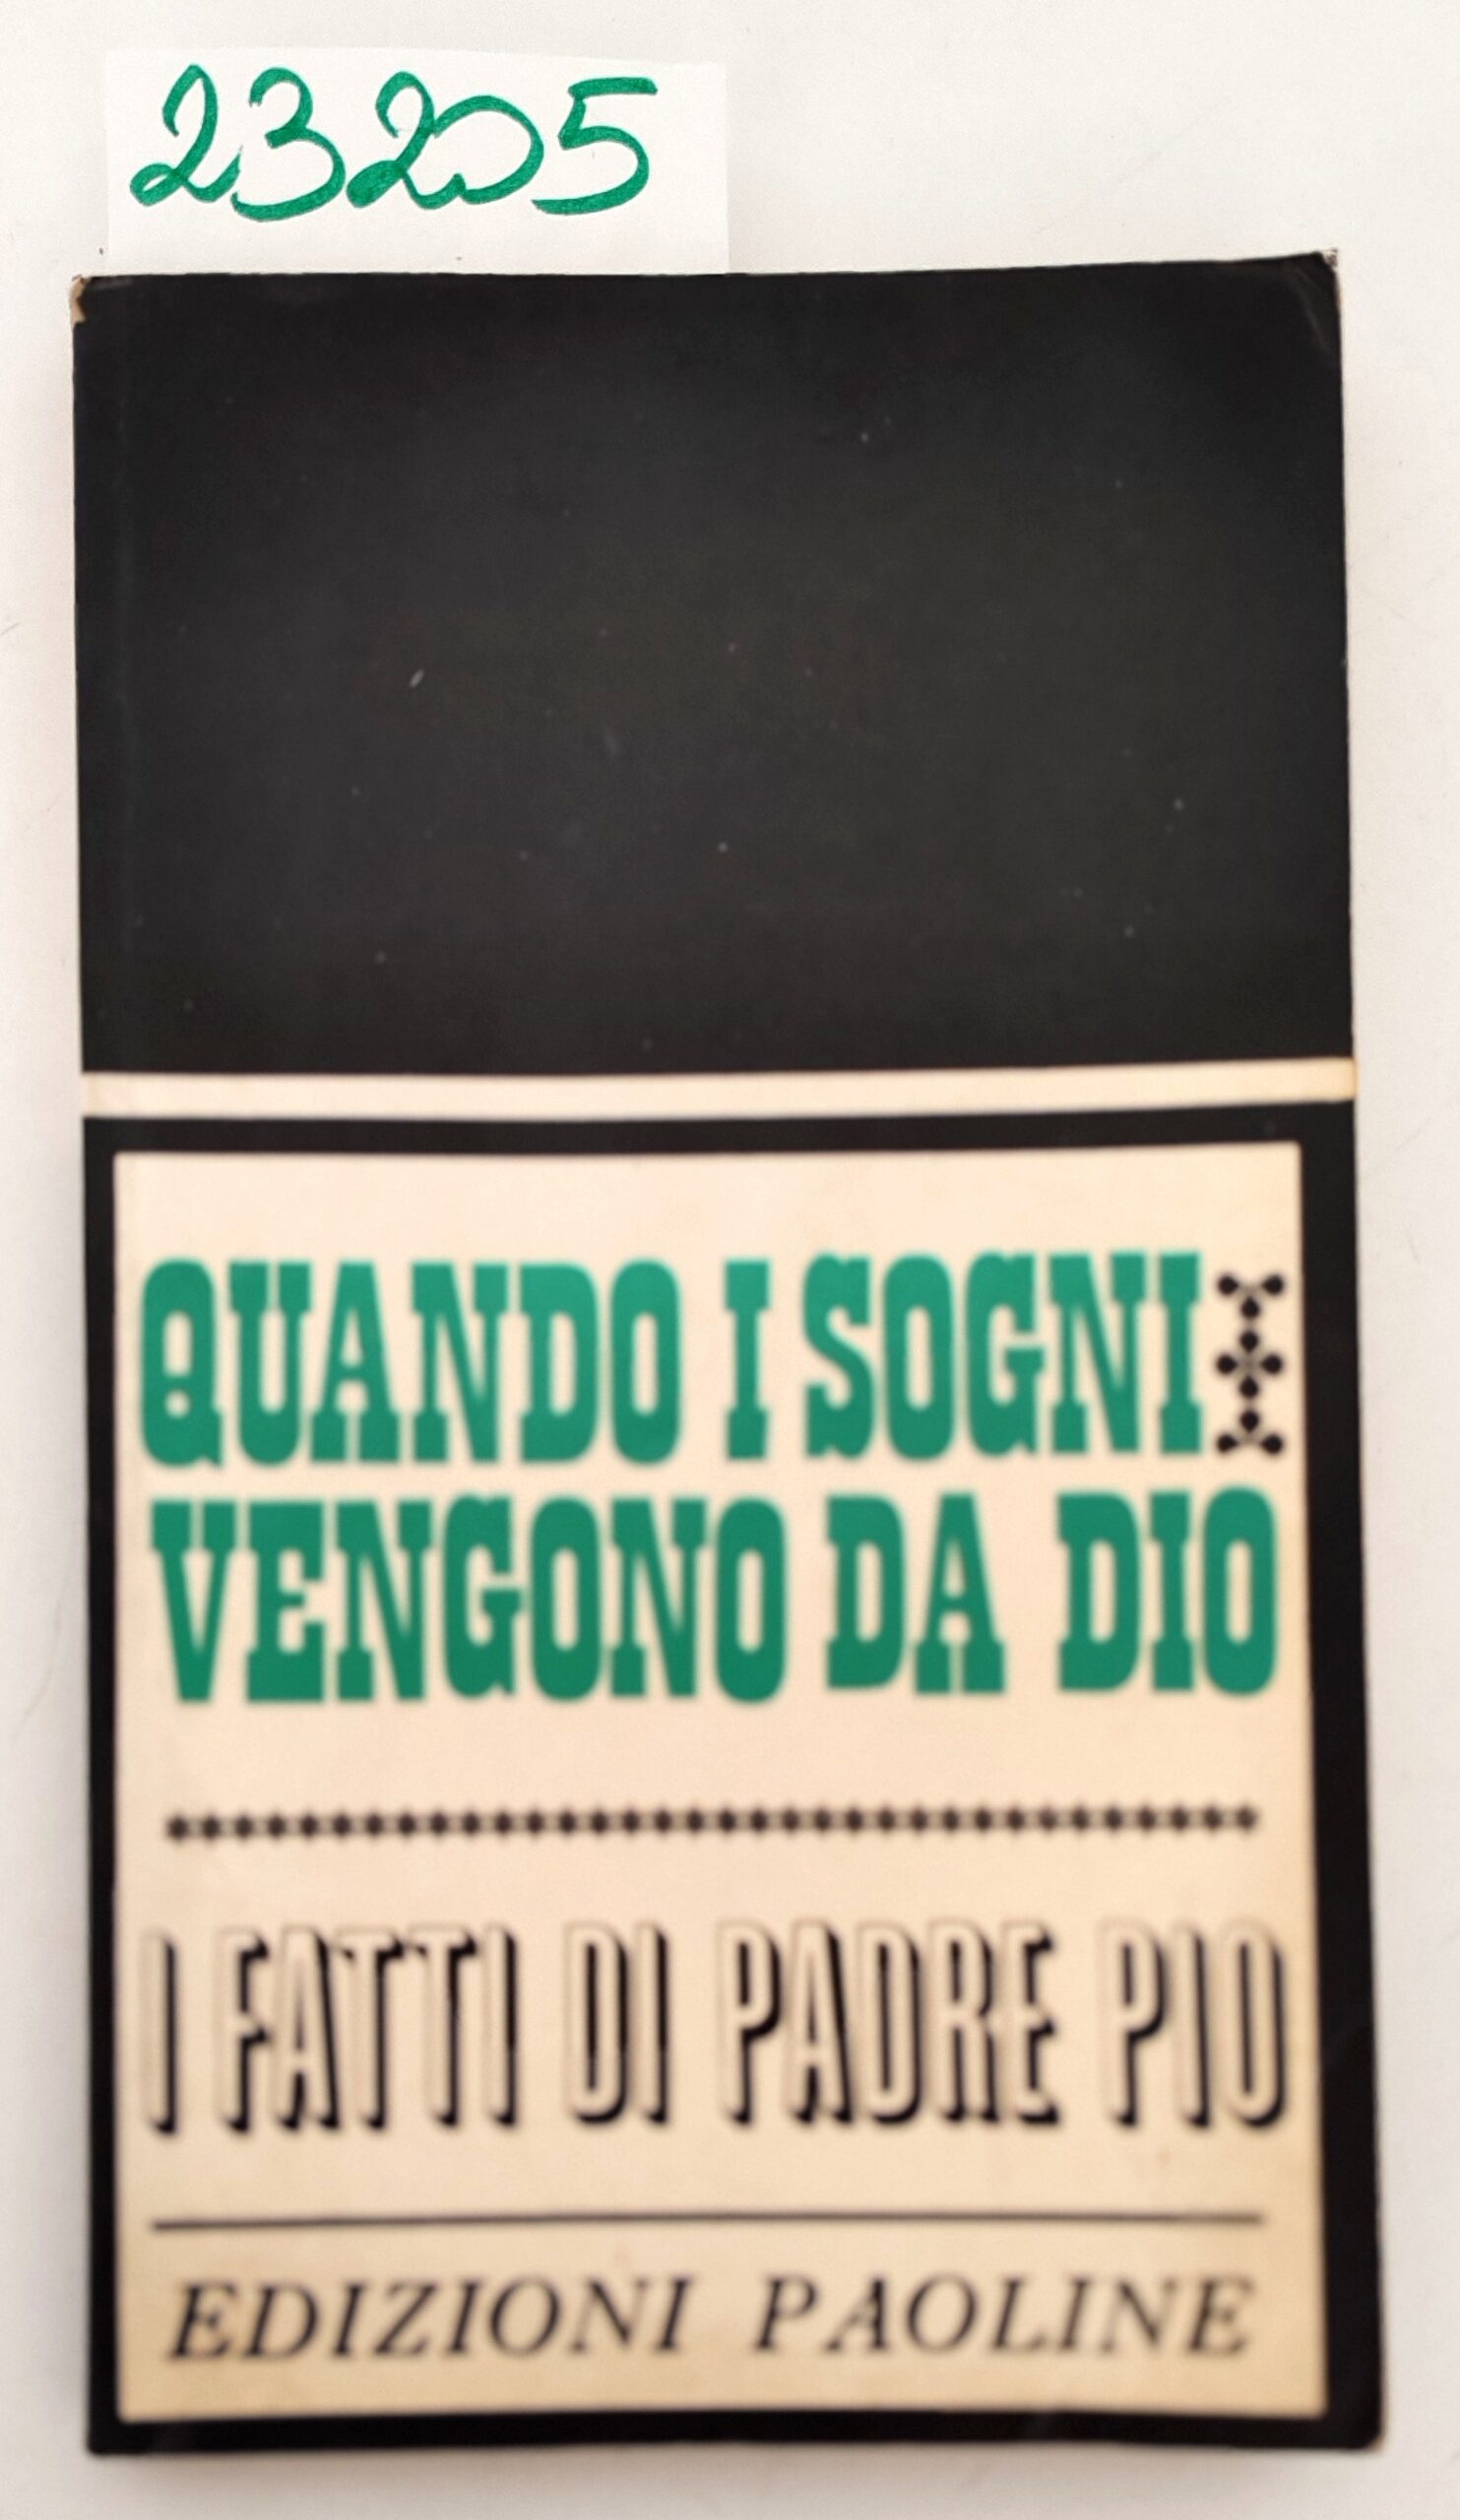 23205
QUANDO I SOGNI
VENGONO DA DIO
I FATTI DI PADRE PIO
EDIZIONI PAOLINE